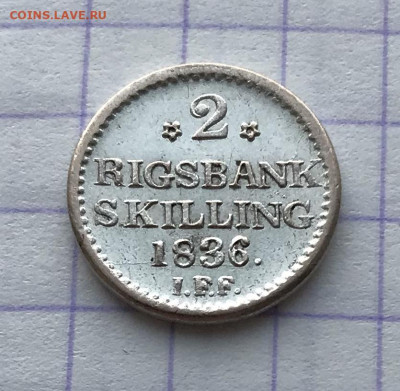 COINS.LAVE.RU
2
RIGSBANK
SKILLING
1836.
I.F.F.